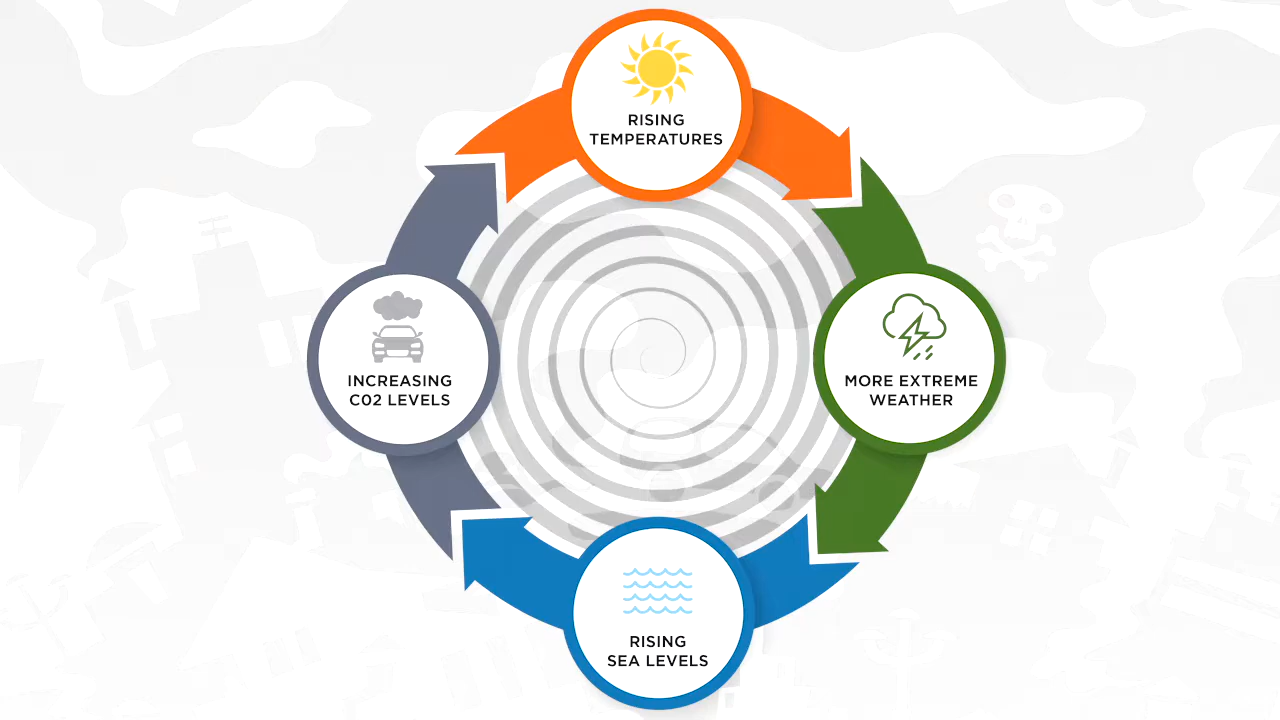 RISING
TEMPERATURES
INCREASING
C02 LEVELS
MORE EXTREME
WEATHER
RISING
SEA LEVELS